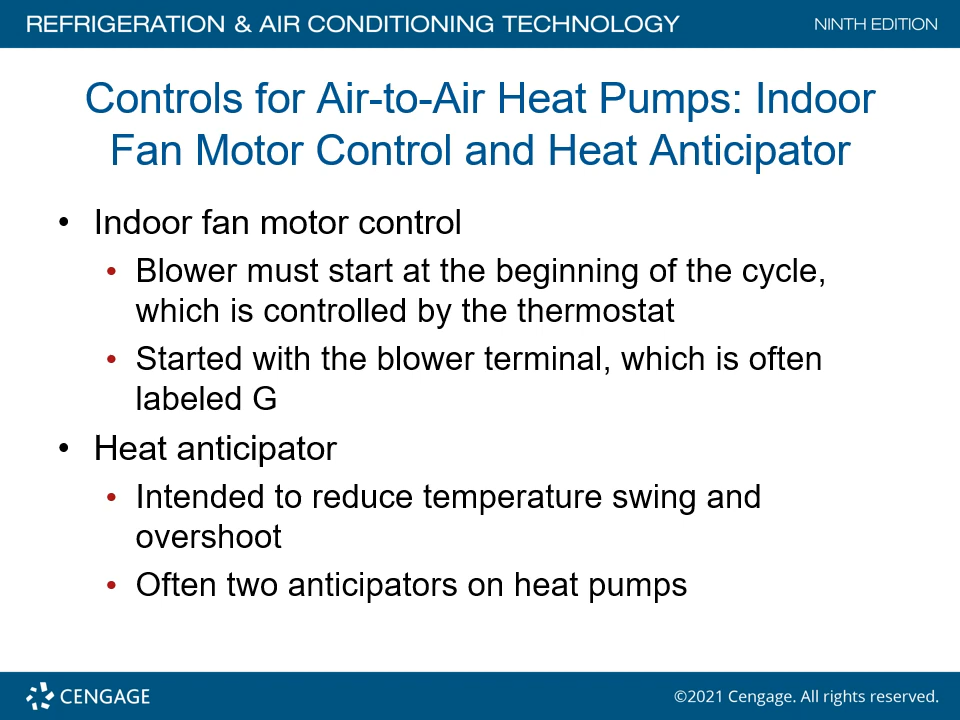 REFRIGERATION & AIR CONDITIONING TECHNOLOGY NINTH EDITION
Controls for Air-to-Air Heat Pumps: Indoor
Fan Motor Control and Heat Anticipator
• Indoor fan motor control
• Blower must start at the beginning of the cycle,
which is controlled by the thermostat
• Started with the blower terminal, which is often
labeled G
• Heat anticipator
• Intended to reduce temperature swing and
overshoot
• Often two anticipators on heat pumps
CENGAGE ©2021 Cengage. All rights reserved.